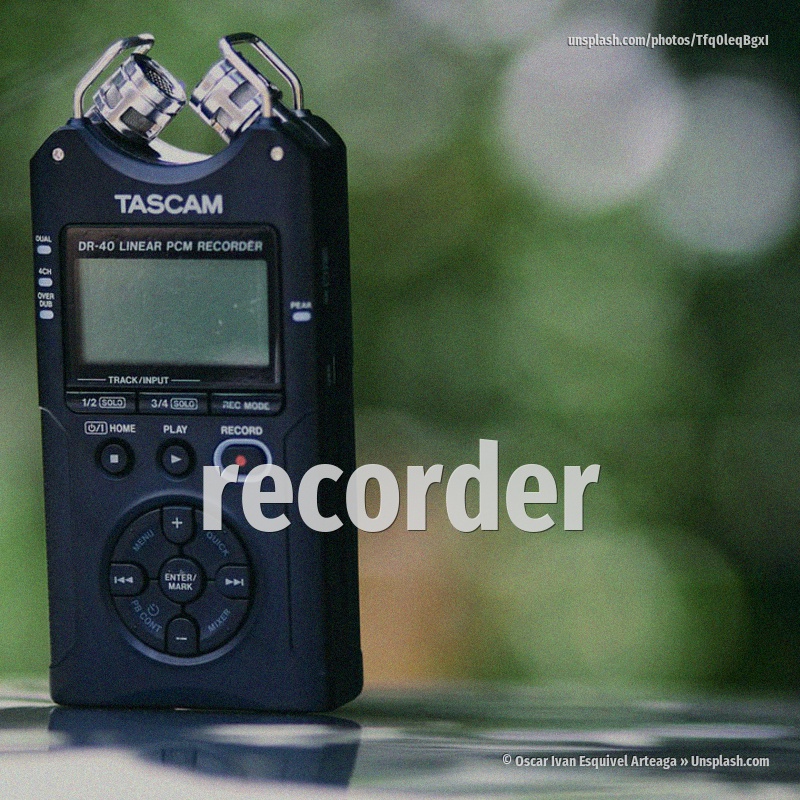 unsplash.com/photos/Tfq0leqBgxI
TASCAM
DR-40 LINEAR PCM RECORDER
DUAL
4CH
OVER
DUB
PEAK
TRACK/INPUT
1/2 SOLO 3/4 SOLO REC MODE
⏻/I HOME PLAY RECORD
recorder
+
MENU QUICK
ENTER/
MARK
PB CONT MIXER
−
© Oscar Ivan Esquivel Arteaga » Unsplash.com